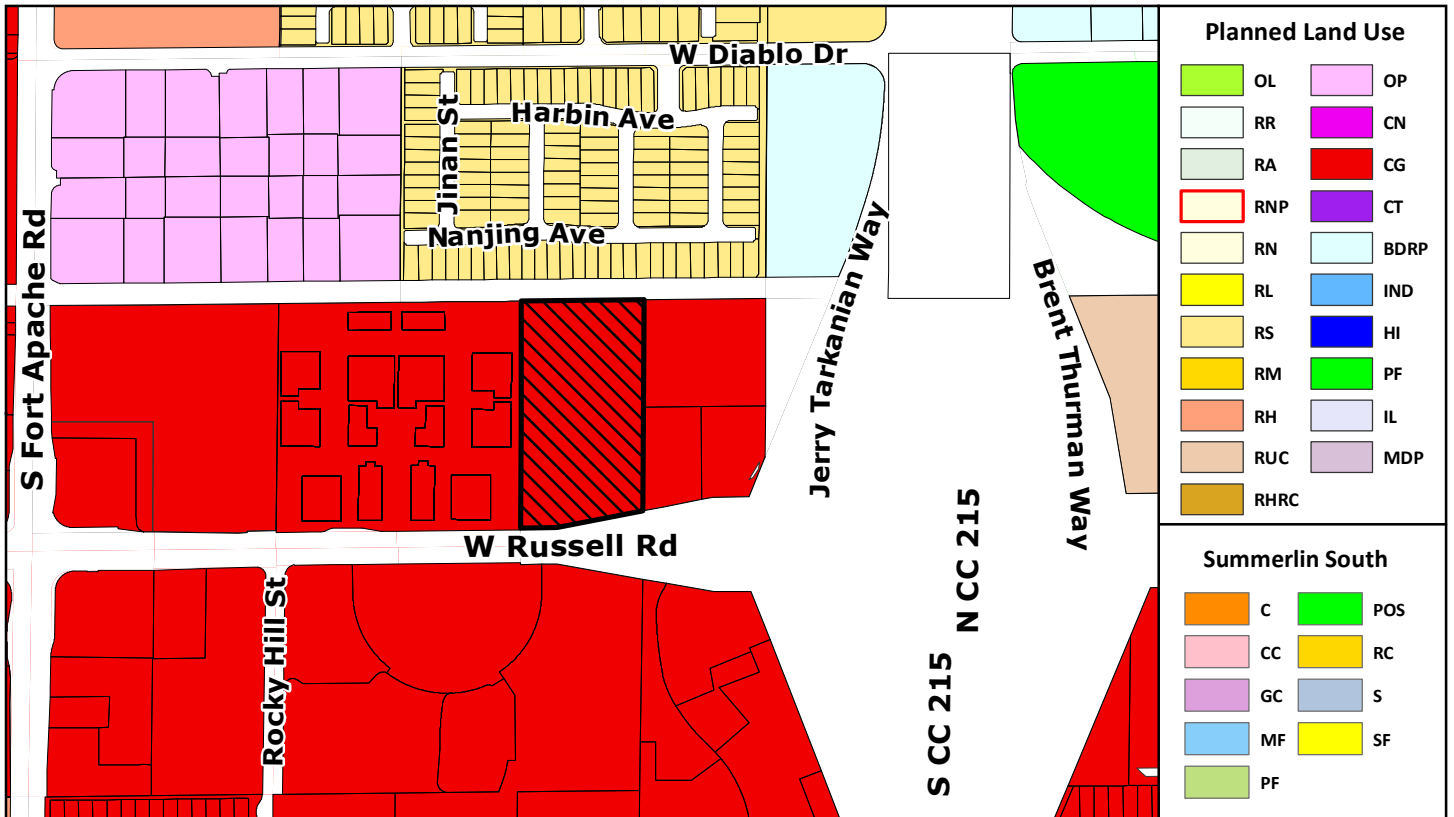 W Diablo Dr
Harbin Ave
Jinan St
Nanjing Ave
S Fort Apache Rd
Jerry Tarkanian Way
Brent Thurman Way
W Russell Rd
N CC 215
Rocky Hill St
S CC 215
Planned Land Use
OL OP
RR CN
RA CG
RNP CT
RN BDRP
RL IND
RS HI
RM PF
RH IL
RUC MDP
RHRC
Summerlin South
C POS
CC RC
GC S
MF SF
PF